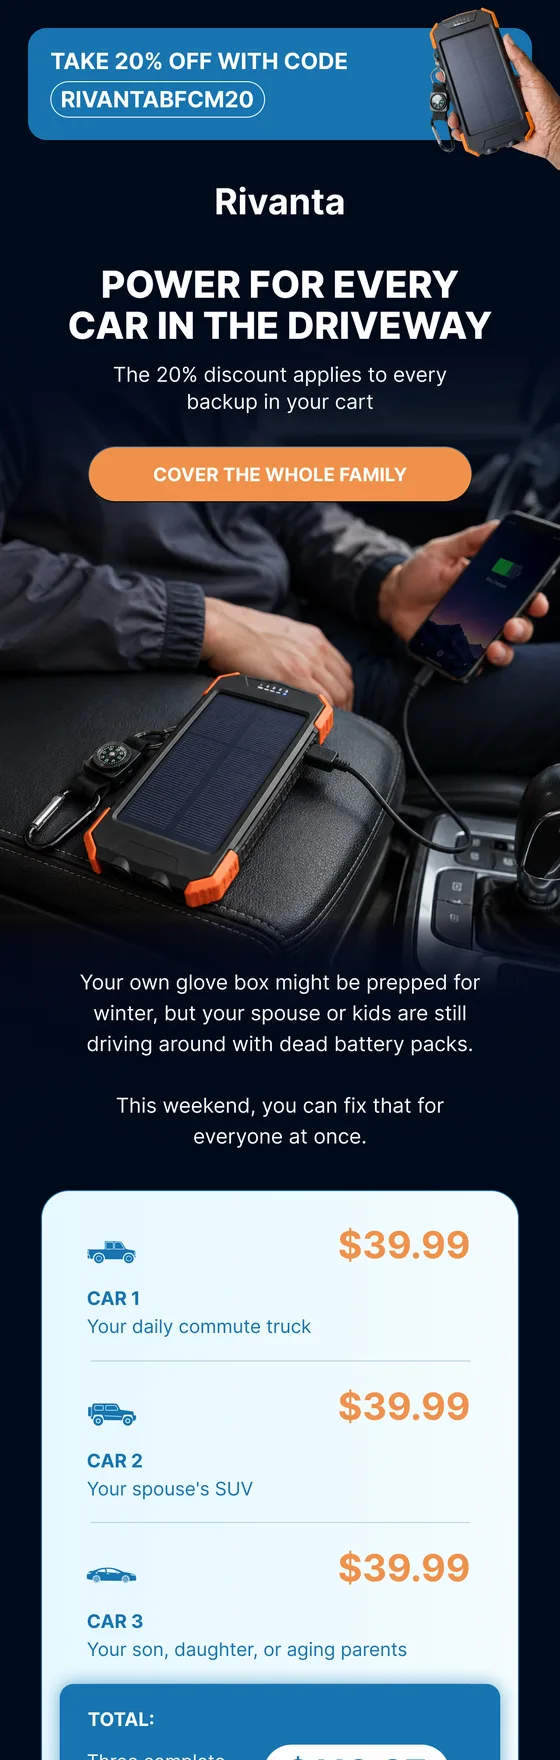 TAKE 20% OFF WITH CODE
RIVANTABFCM20
Rivanta
POWER FOR EVERY
CAR IN THE DRIVEWAY
The 20% discount applies to every
backup in your cart
COVER THE WHOLE FAMILY
Your own glove box might be prepped for
winter, but your spouse or kids are still
driving around with dead battery packs.
This weekend, you can fix that for
everyone at once.
$39.99
CAR 1
Your daily commute truck
$39.99
CAR 2
Your spouse's SUV
$39.99
CAR 3
Your son, daughter, or aging parents
TOTAL:
Three complete